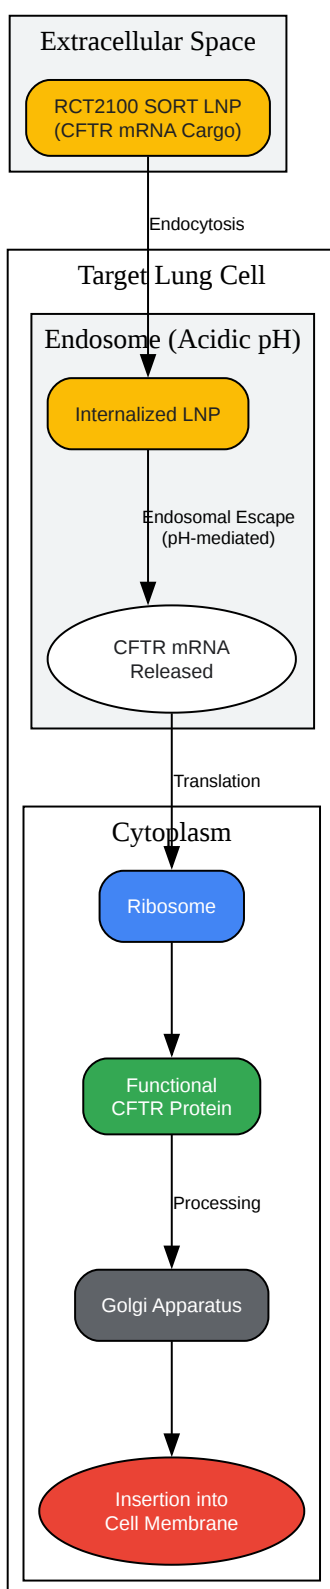 Extracellular Space
RCT2100 SORT LNP
(CFTR mRNA Cargo)
Endocytosis
Target Lung Cell
Endosome (Acidic pH)
Internalized LNP
Endosomal Escape
(pH-mediated)
CFTR mRNA
Released
Translation
Cytoplasm
Ribosome
Functional
CFTR Protein
Processing
Golgi Apparatus
Insertion into
Cell Membrane